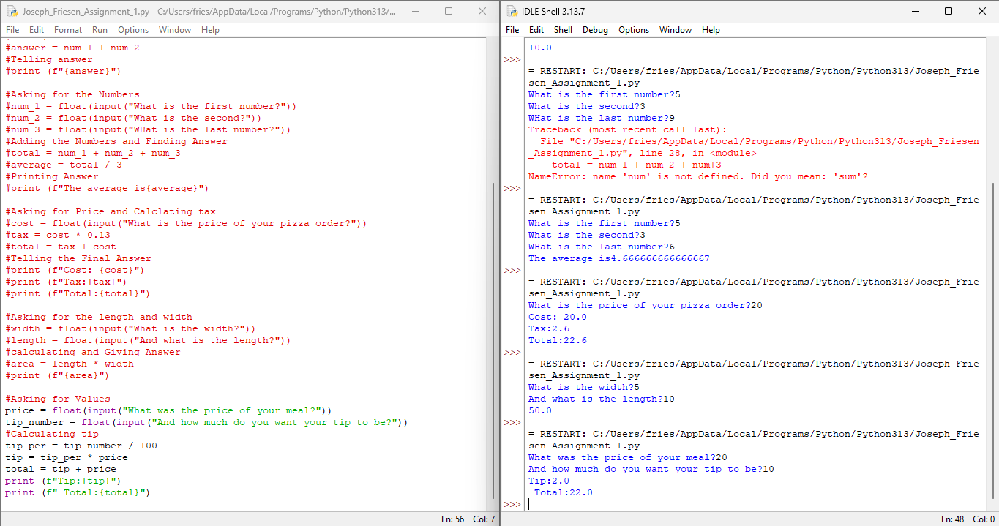 Joseph_Friesen_Assignment_1.py - C:/Users/fries/AppData/Local/Programs/Python/Python313/...
File Edit Format Run Options Window Help
#answer = num_1 + num_2
#Telling answer
#print (f"{answer}")
#Asking for the Numbers
#num_1 = float(input("What is the first number?"))
#num_2 = float(input("What is the second?"))
#num_3 = float(input("WHat is the last number?"))
#Adding the Numbers and Finding Answer
#total = num_1 + num_2 + num_3
#average = total / 3
#Printing Answer
#print (f"The average is{average}")
#Asking for Price and Calclating tax
#cost = float(input("What is the price of your pizza order?"))
#tax = cost * 0.13
#total = tax + cost
#Telling the Final Answer
#print (f"Cost: {cost}")
#print (f"Tax:{tax}")
#print (f"Total:{total}")
#Asking for the length and width
#width = float(input("What is the width?"))
#length = float(input("And what is the length?"))
#calculating and Giving Answer
#area = length * width
#print (f"{area}")
#Asking for Values
price = float(input("What was the price of your meal?"))
tip_number = float(input("And how much do you want your tip to be?"))
#Calculating tip
tip_per = tip_number / 100
tip = tip_per * price
total = tip + price
print (f"Tip:{tip}")
print (f" Total:{total}")
Ln: 56 Col: 7
IDLE Shell 3.13.7
File Edit Shell Debug Options Window Help
10.0
>>>
= RESTART: C:/Users/fries/AppData/Local/Programs/Python/Python313/Joseph_Frie
sen_Assignment_1.py
What is the first number?5
What is the second?3
WHat is the last number?9
Traceback (most recent call last):
File "C:/Users/fries/AppData/Local/Programs/Python/Python313/Joseph_Friesen
_Assignment_1.py", line 28, in <module>
total = num_1 + num_2 + num+3
NameError: name 'num' is not defined. Did you mean: 'sum'?
>>>
= RESTART: C:/Users/fries/AppData/Local/Programs/Python/Python313/Joseph_Frie
sen_Assignment_1.py
What is the first number?5
What is the second?3
WHat is the last number?6
The average is4.666666666666667
>>>
= RESTART: C:/Users/fries/AppData/Local/Programs/Python/Python313/Joseph_Frie
sen_Assignment_1.py
What is the price of your pizza order?20
Cost: 20.0
Tax:2.6
Total:22.6
>>>
= RESTART: C:/Users/fries/AppData/Local/Programs/Python/Python313/Joseph_Frie
sen_Assignment_1.py
What is the width?5
And what is the length?10
50.0
>>>
= RESTART: C:/Users/fries/AppData/Local/Programs/Python/Python313/Joseph_Frie
sen_Assignment_1.py
What was the price of your meal?20
And how much do you want your tip to be?10
Tip:2.0
Total:22.0
>>>
Ln: 48 Col: 0